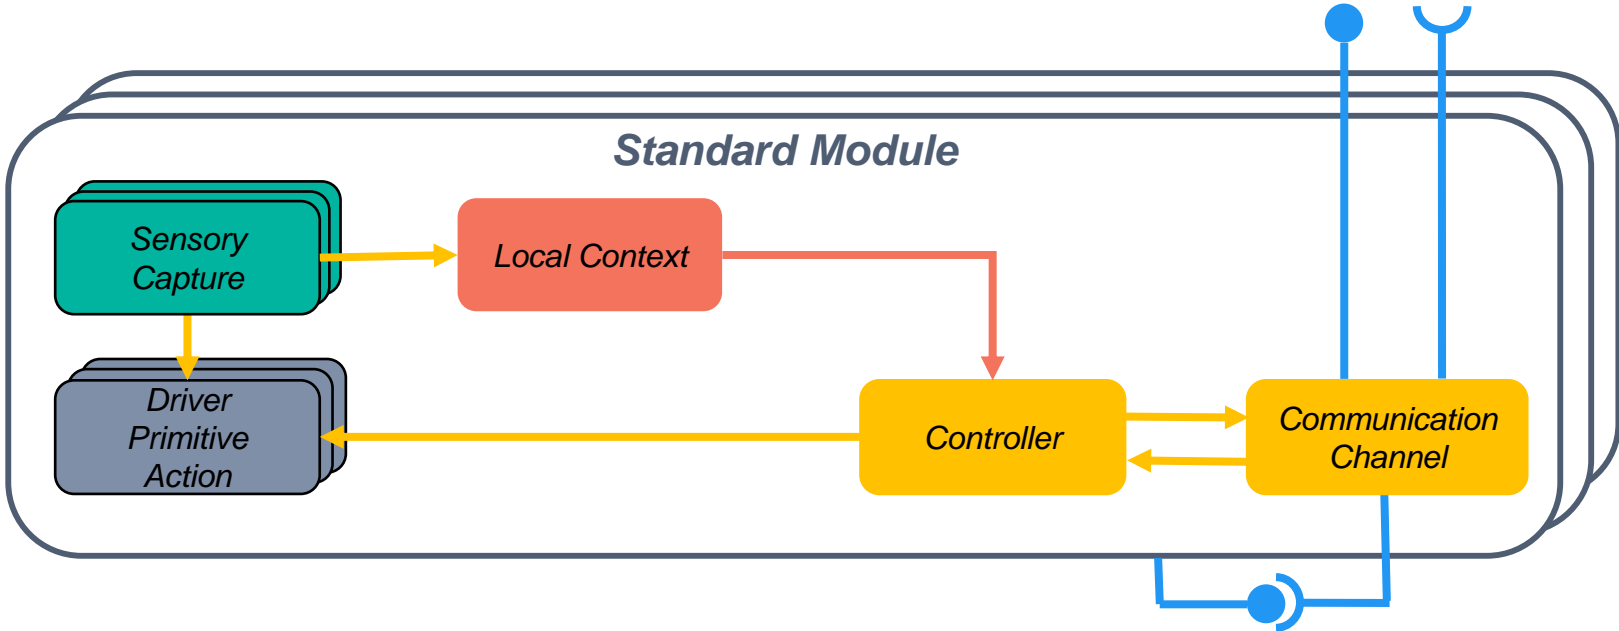 Standard Module
Sensory
Capture
Local Context
Driver
Primitive
Action
Controller
Communication
Channel